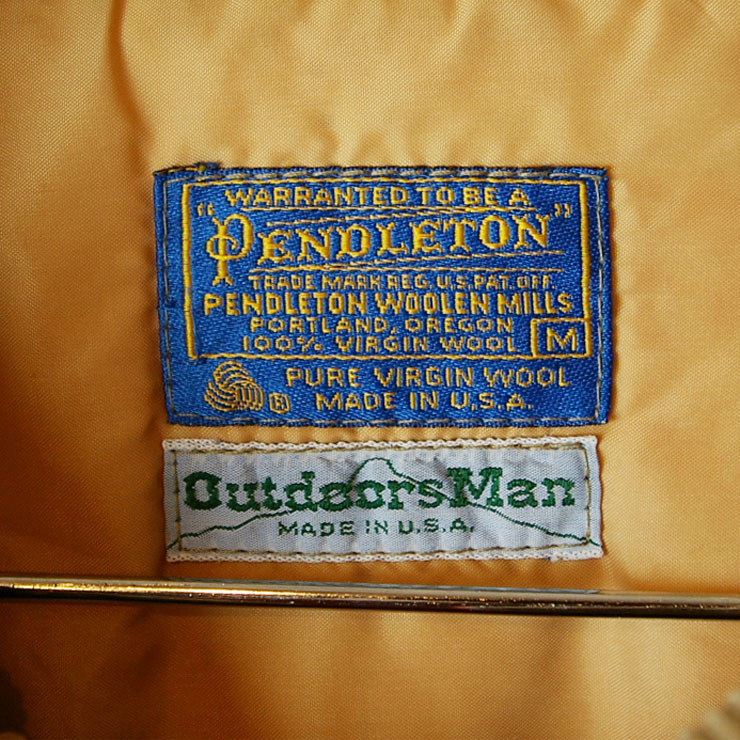 WARRANTED TO BE A
"PENDLETON"
TRADE MARK REG. U.S. PAT. OFF.
PENDLETON WOOLEN MILLS
PORTLAND, OREGON
100% VIRGIN WOOL M
PURE VIRGIN WOOL
® MADE IN U.S.A.
OutdoorsMan
MADE IN U.S.A.